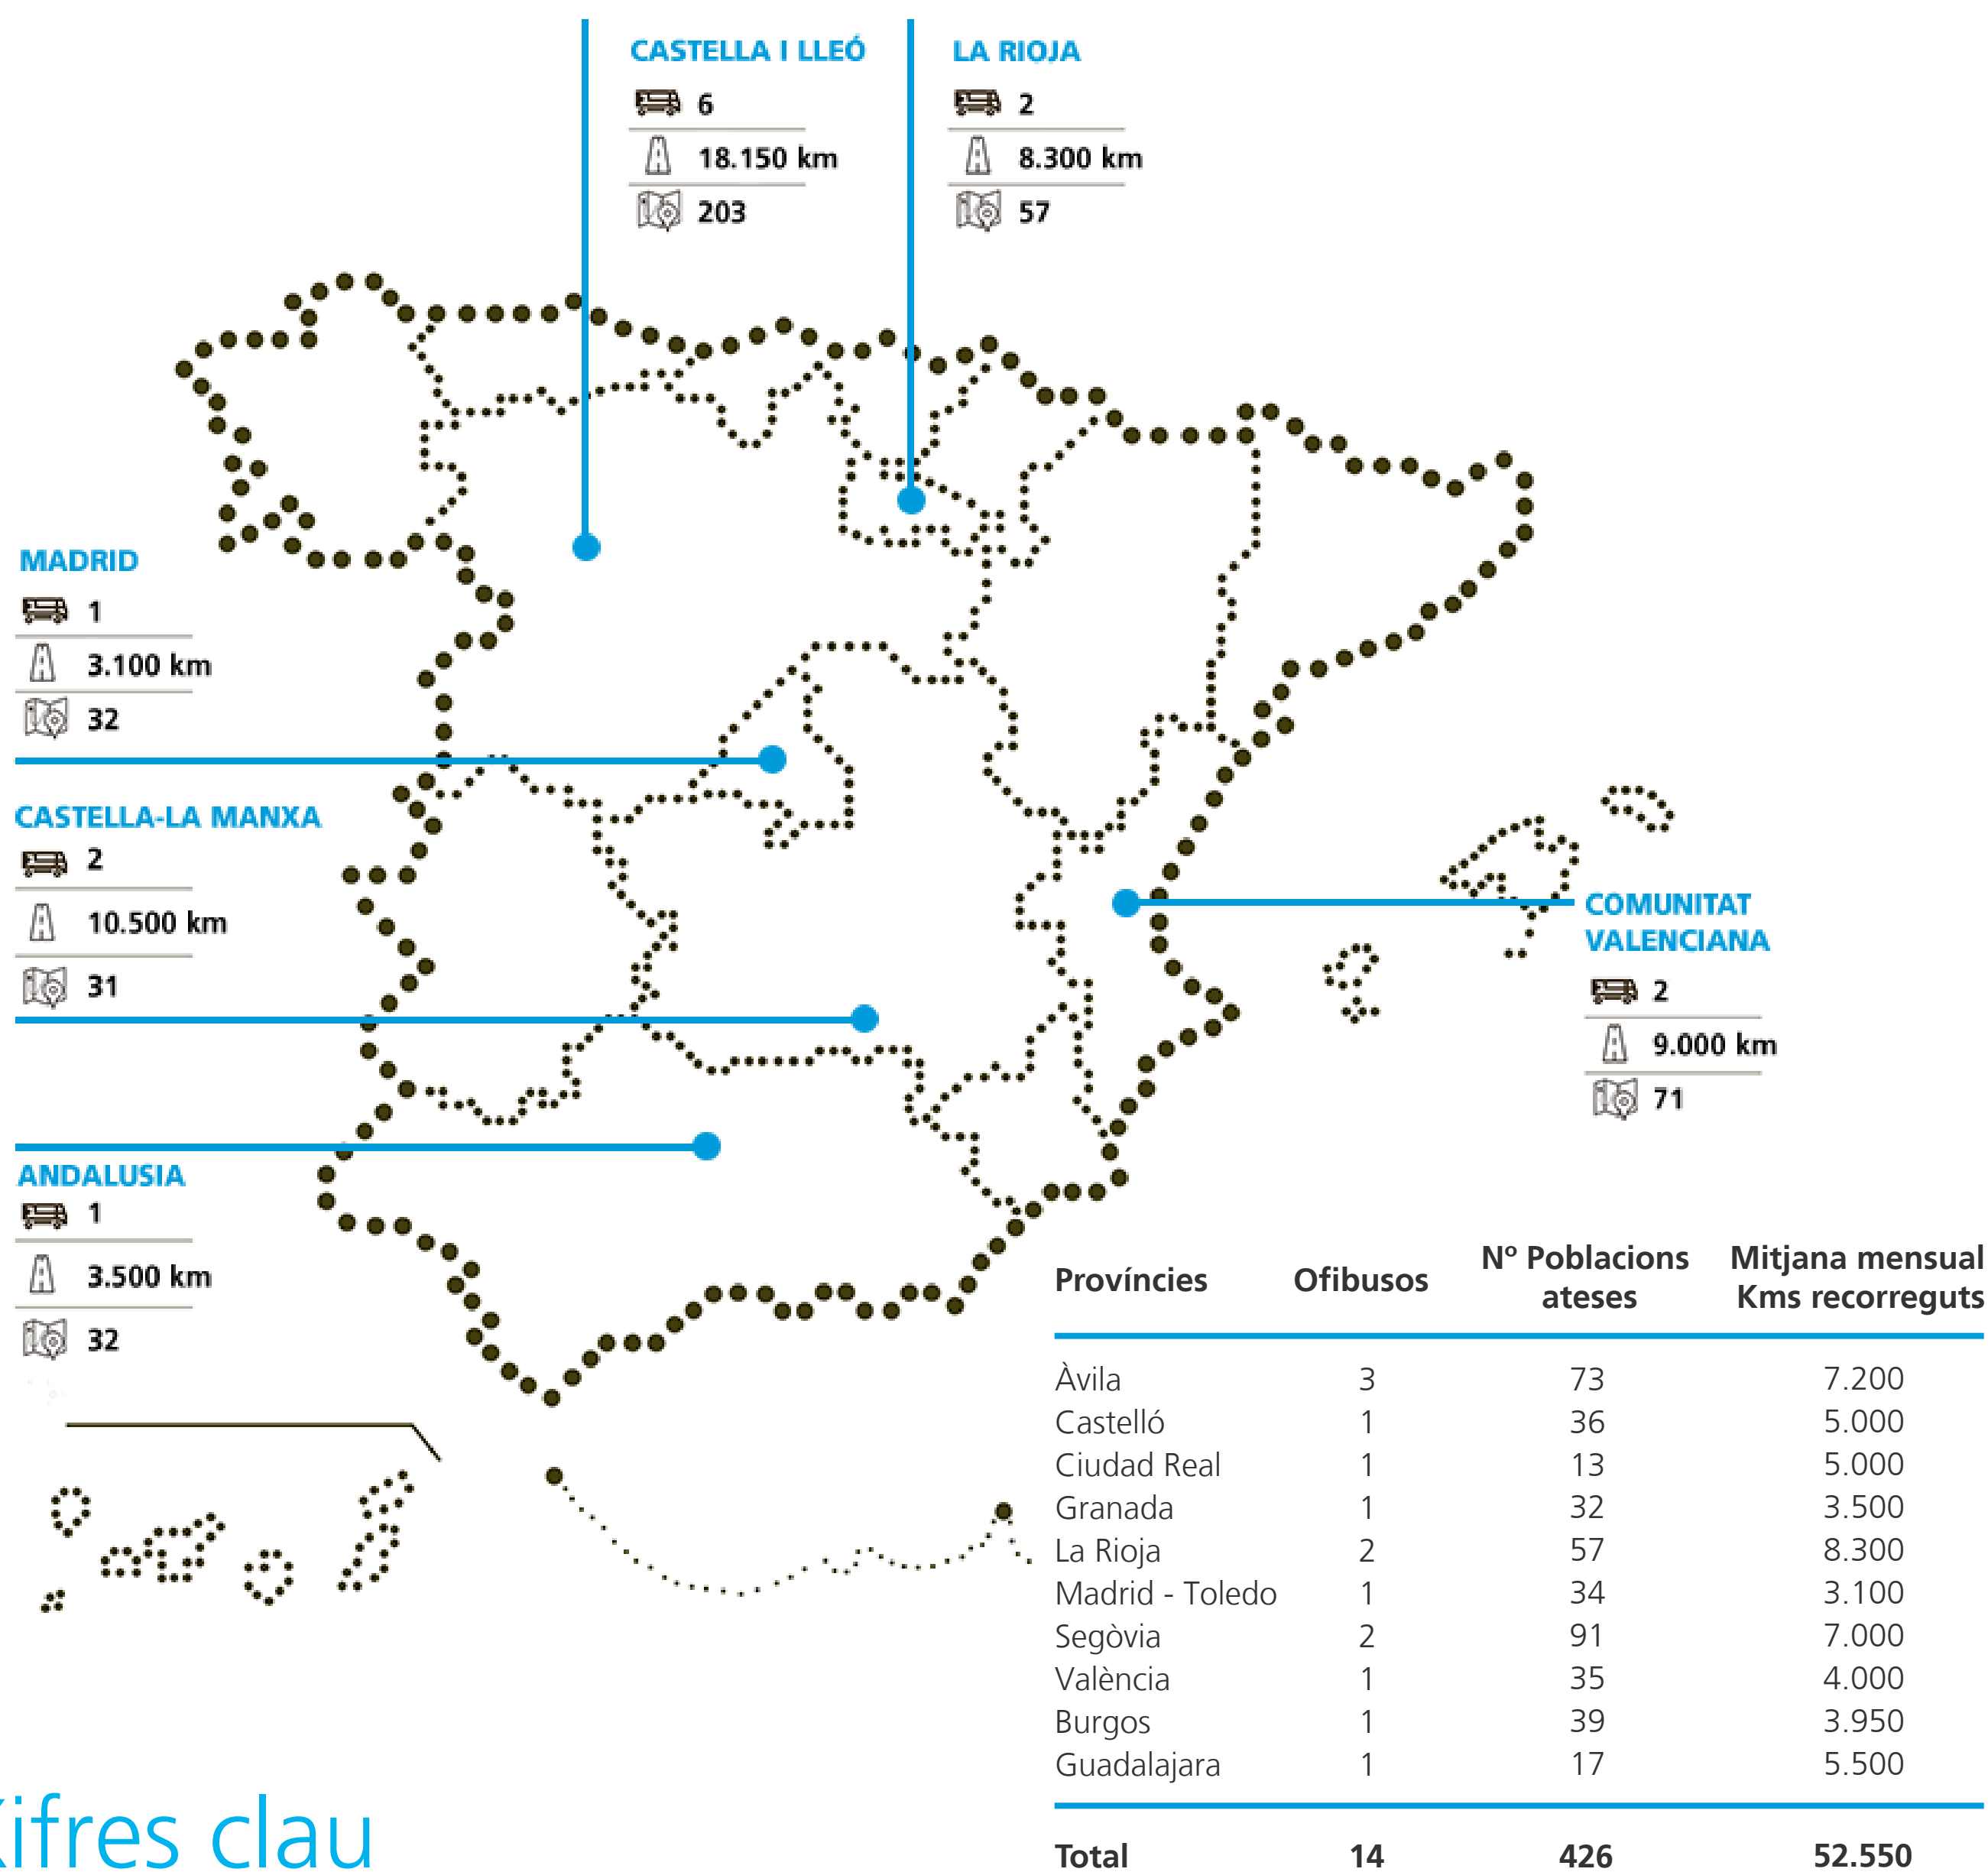 CASTELLA I LLEÓ
6
18.150 km
203
LA RIOJA
2
8.300 km
57
MADRID
1
3.100 km
32
CASTELLA-LA MANXA
2
10.500 km
31
COMUNITAT
VALENCIANA
2
9.000 km
71
ANDALUSIA
1
3.500 km
32
Províncies Ofibusos Nº Poblacions ateses Mitjana mensual Kms recorreguts
Àvila 3 73 7.200
Castelló 1 36 5.000
Ciudad Real 1 13 5.000
Granada 1 32 3.500
La Rioja 2 57 8.300
Madrid - Toledo 1 34 3.100
Segòvia 2 91 7.000
València 1 35 4.000
Burgos 1 39 3.950
Guadalajara 1 17 5.500
Total 14 426 52.550
Xifres clau